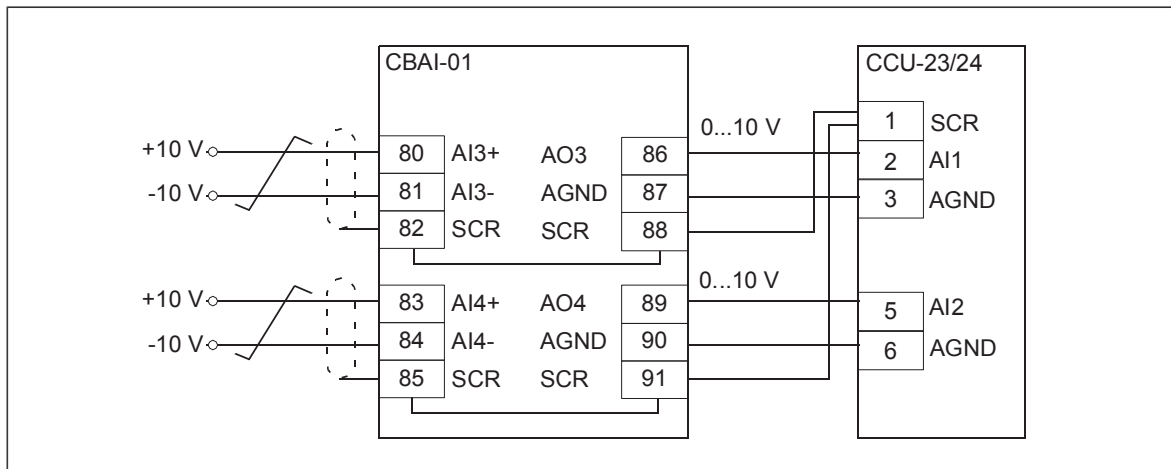 CBAI-01
CCU-23/24
0...10 V
1 SCR
+10 V 80 AI3+ AO3 86 2 AI1
-10 V 81 AI3- AGND 87 3 AGND
82 SCR SCR 88
0...10 V
+10 V 83 AI4+ AO4 89 5 AI2
-10 V 84 AI4- AGND 90 6 AGND
85 SCR SCR 91